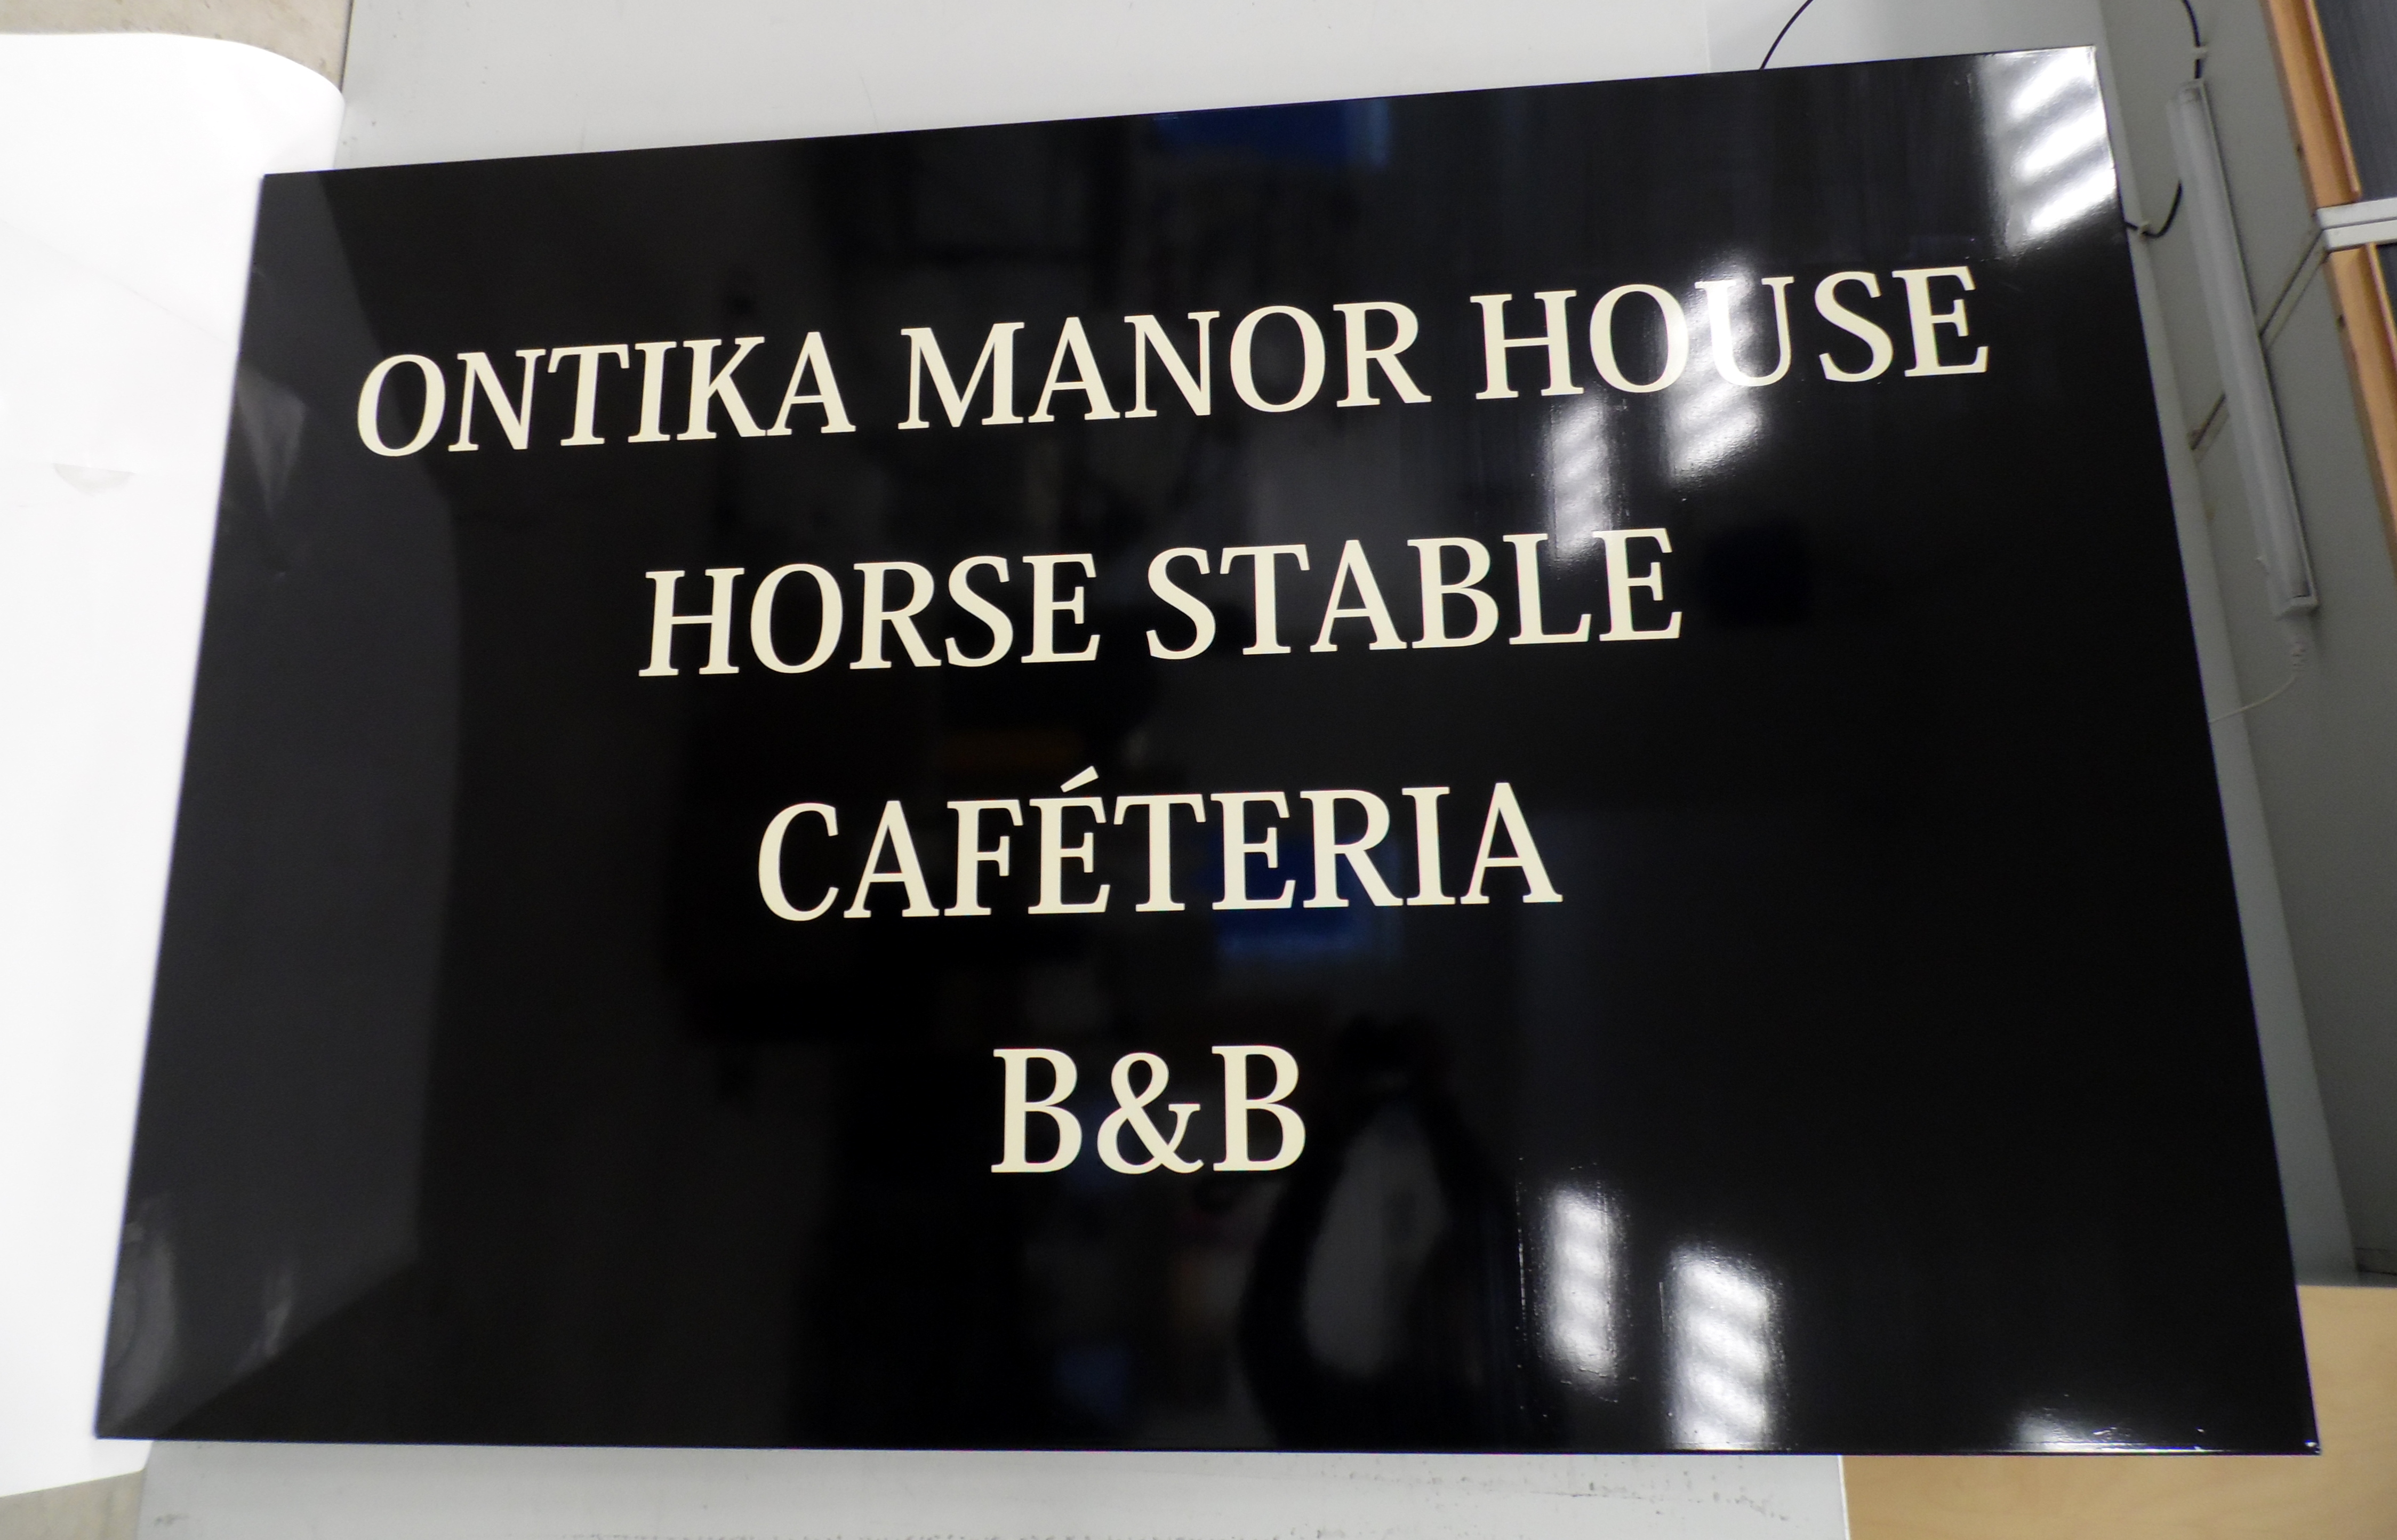 ONTIKA MANOR HOUSE
HORSE STABLE
CAFÉTERIA
B&B